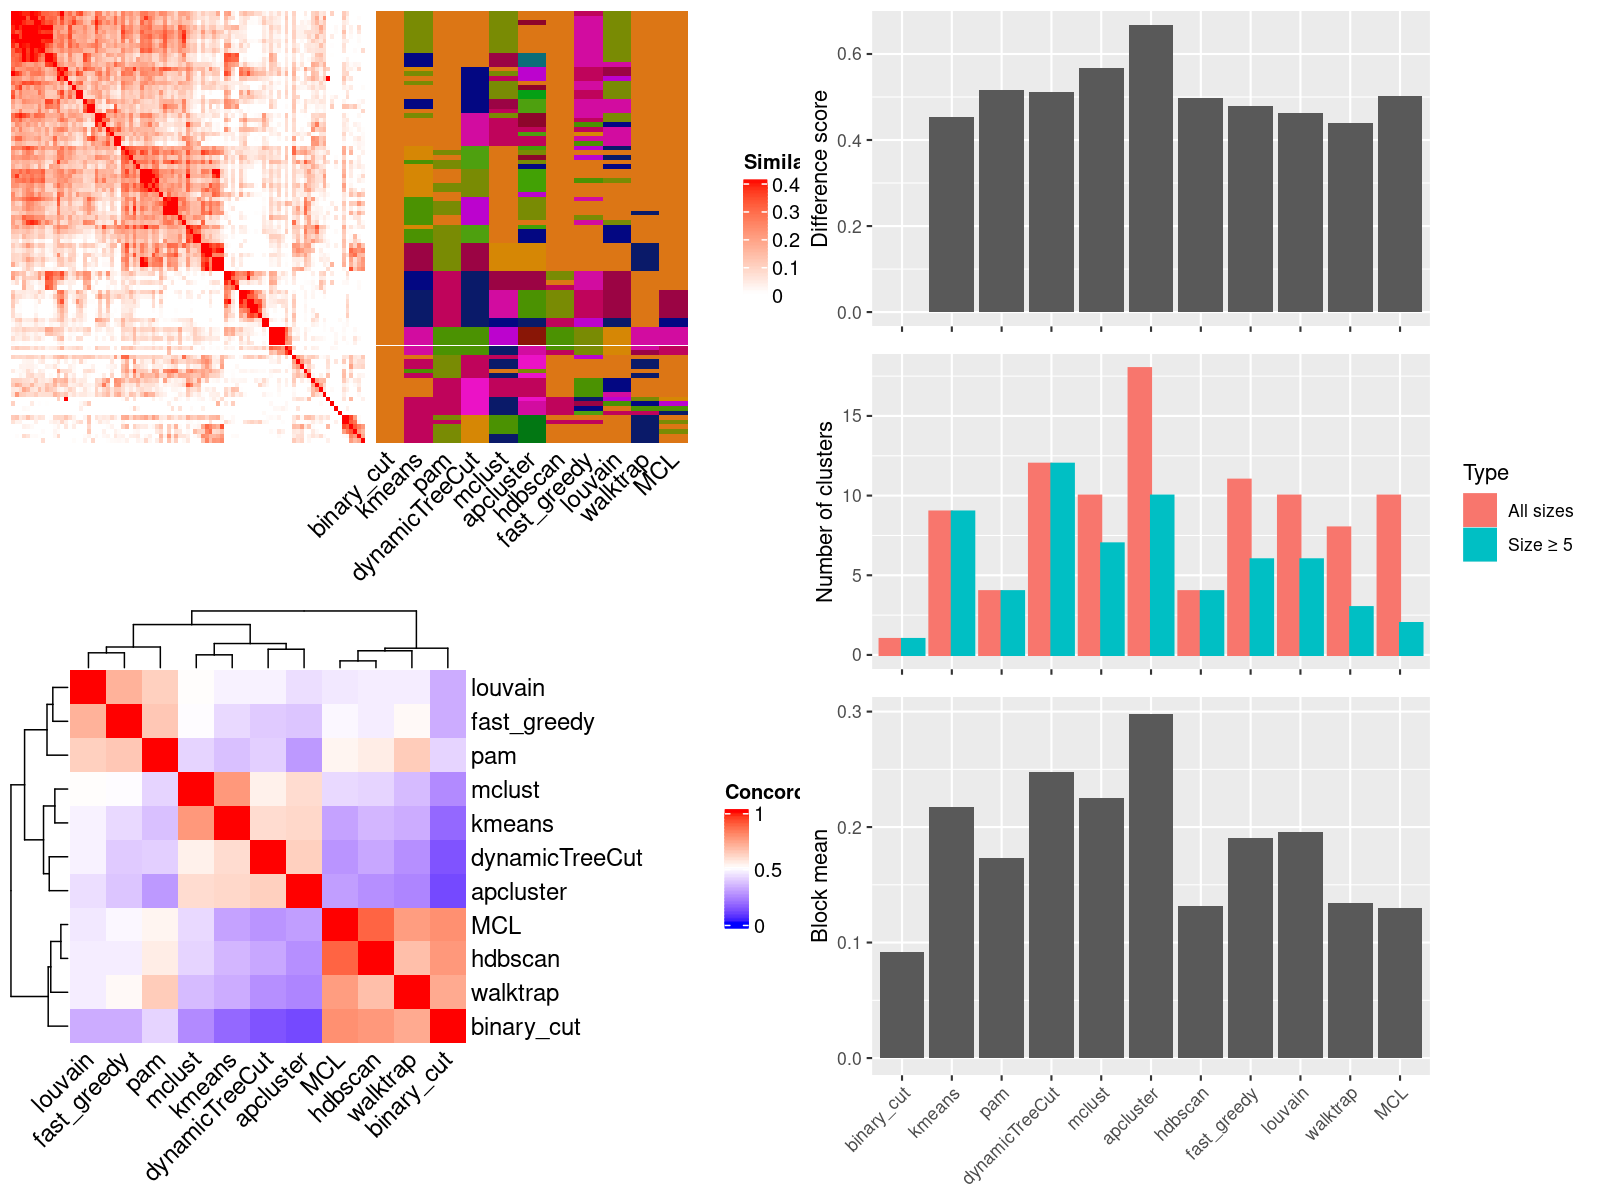 Simila
0.4
0.3
0.2
0.1
0
binary_cut
kmeans
pam
dynamicTreeCut
mclust
apcluster
hdbscan
fast_greedy
louvain
walktrap
MCL
louvain
fast_greedy
pam
mclust
kmeans
dynamicTreeCut
apcluster
MCL
hdbscan
walktrap
binary_cut
louvain
fast_greedy
pam
mclust
kmeans
dynamicTreeCut
apcluster
MCL
hdbscan
walktrap
binary_cut
Concord
1
0.5
0
Difference score
0.6
0.4
0.2
0.0
Number of clusters
15
10
5
0
Type
All sizes
Size ≥ 5
Block mean
0.3
0.2
0.1
0.0
binary_cut
kmeans
pam
dynamicTreeCut
mclust
apcluster
hdbscan
fast_greedy
louvain
walktrap
MCL